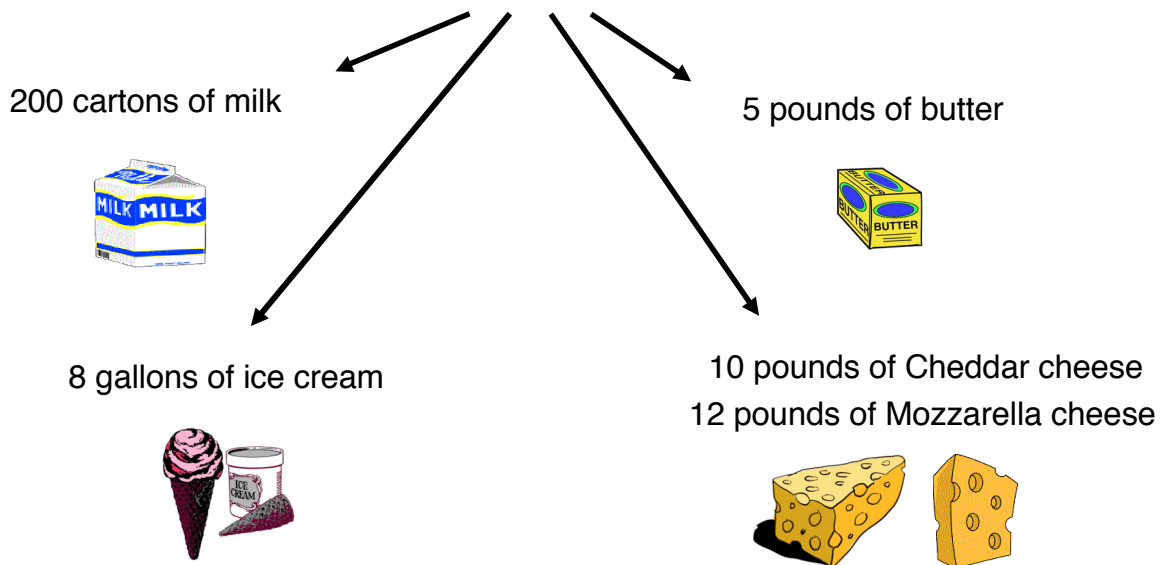 200 cartons of milk
5 pounds of butter
MILK
MILK
BUTTER
BUTTER
BUTTER
8 gallons of ice cream
10 pounds of Cheddar cheese
12 pounds of Mozzarella cheese
ICE
CREAM